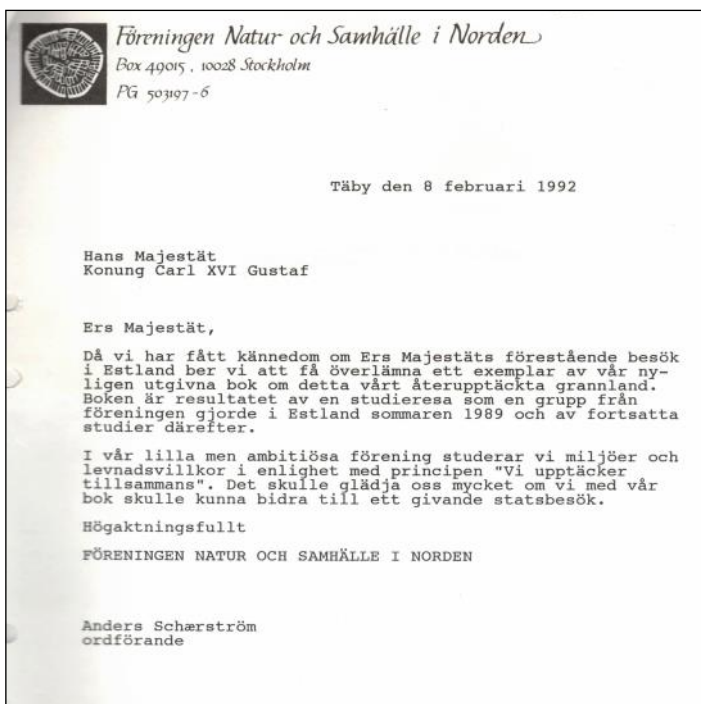 Föreningen Natur och Samhälle i Norden
Box 49015, 10028 Stockholm
PG 503197-6
Täby den 8 februari 1992
Hans Majestät
Konung Carl XVI Gustaf
Ers Majestät,
Då vi har fått kännedom om Ers Majestäts förestående besök
i Estland ber vi att få överlämna ett exemplar av vår ny-
ligen utgivna bok om detta vårt återupptäckta grannland.
Boken är resultatet av en studieresa som en grupp från
föreningen gjorde i Estland sommaren 1989 och av fortsatta
studier därefter.
I vår lilla men ambitiösa förening studerar vi miljöer och
levnadsvillkor i enlighet med principen "Vi upptäcker
tillsammans". Det skulle glädja oss mycket om vi med vår
bok skulle kunna bidra till ett givande statsbesök.
Högaktningsfullt
FÖRENINGEN NATUR OCH SAMHÄLLE I NORDEN
Anders Schærström
ordförande